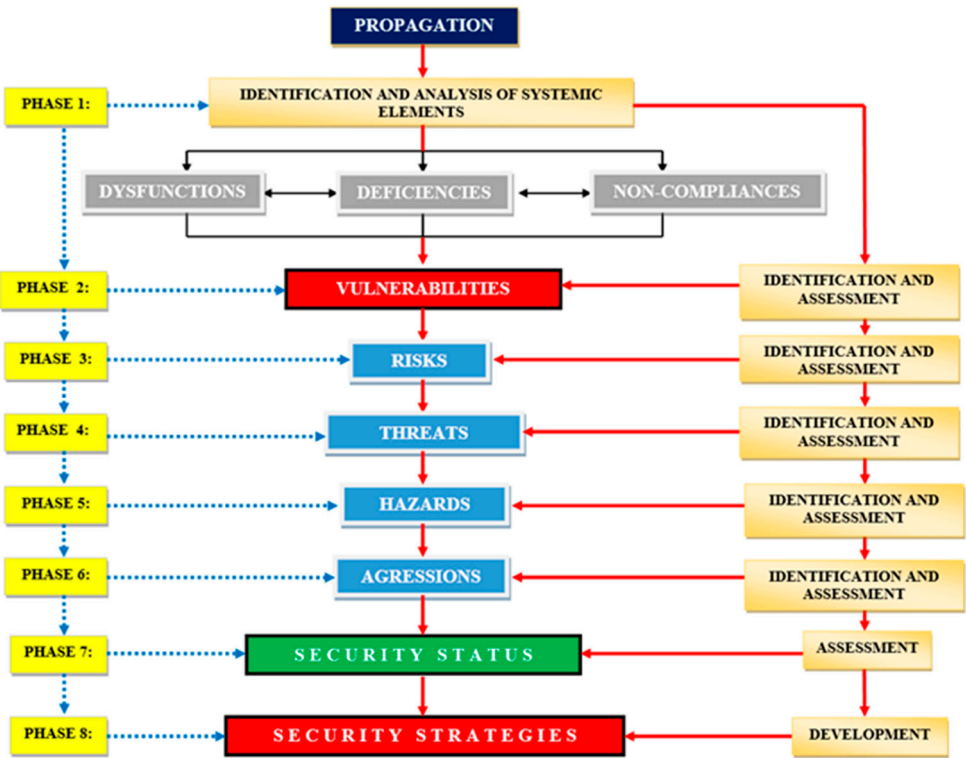 PROPAGATION
PHASE 1:
IDENTIFICATION AND ANALYSIS OF SYSTEMIC
ELEMENTS
DYSFUNCTIONS
DEFICIENCIES
NON-COMPLIANCES
PHASE 2:
VULNERABILITIES
IDENTIFICATION AND
ASSESSMENT
PHASE 3:
RISKS
IDENTIFICATION AND
ASSESSMENT
PHASE 4:
THREATS
IDENTIFICATION AND
ASSESSMENT
PHASE 5:
HAZARDS
IDENTIFICATION AND
ASSESSMENT
PHASE 6:
AGRESSIONS
IDENTIFICATION AND
ASSESSMENT
PHASE 7:
SECURITY STATUS
ASSESSMENT
PHASE 8:
SECURITY STRATEGIES
DEVELOPMENT